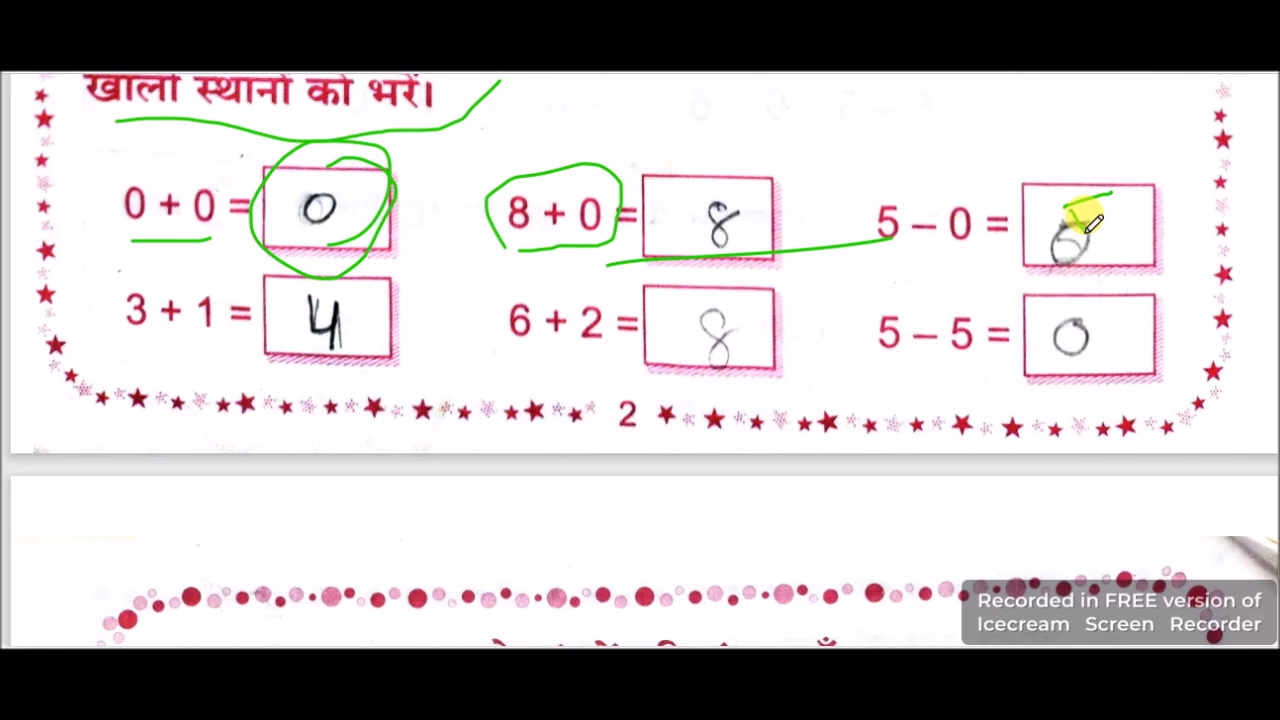 खाली स्थानों को भरें।
0 + 0 = 0 8 + 0 = 8 5 – 0 =
3 + 1 = 4 6 + 2 = 8 5 – 5 = 0
2
Recorded in FREE version of
Icecream Screen Recorder